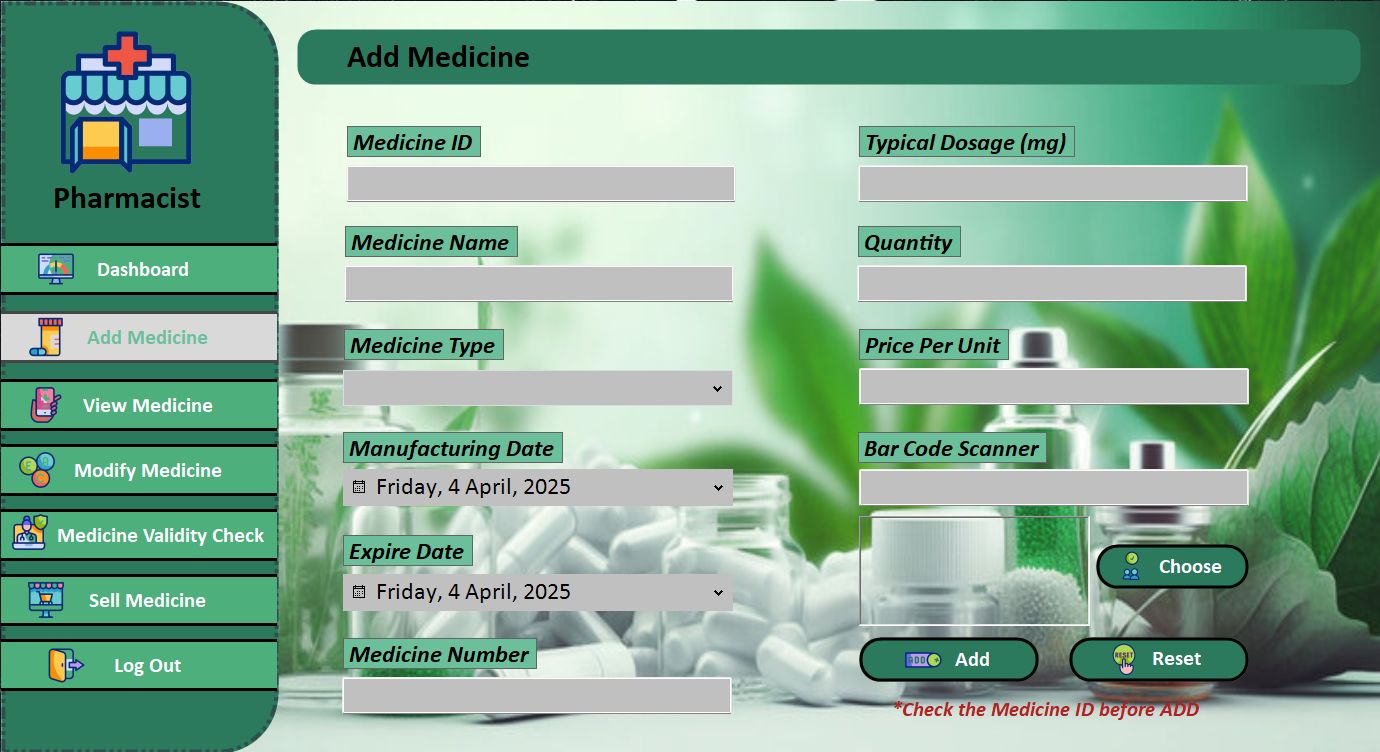 Pharmacist
Dashboard
Add Medicine
View Medicine
Modify Medicine
Medicine Validity Check
Sell Medicine
Log Out
Add Medicine
Medicine ID
Medicine Name
Medicine Type
Manufacturing Date
Friday, 4 April, 2025
Expire Date
Friday, 4 April, 2025
Medicine Number
Typical Dosage (mg)
Quantity
Price Per Unit
Bar Code Scanner
Choose
ADD
Add
RESET
Reset
*Check the Medicine ID before ADD